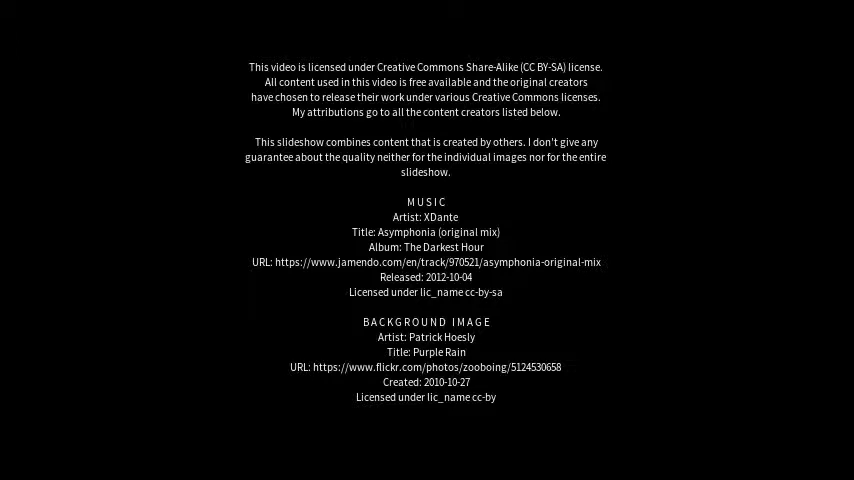 This video is licensed under Creative Commons Share-Alike (CC BY-SA) license.
All content used in this video is free available and the original creators
have chosen to release their work under various Creative Commons licenses.
My attributions go to all the content creators listed below.
This slideshow combines content that is created by others. I don't give any
guarantee about the quality neither for the individual images nor for the entire
slideshow.
MUSIC
Artist: XDante
Title: Asymphonia (original mix)
Album: The Darkest Hour
URL: https://www.jamendo.com/en/track/970521/asymphonia-original-mix
Released: 2012-10-04
Licensed under lic_name cc-by-sa
BACKGROUND IMAGE
Artist: Patrick Hoesly
Title: Purple Rain
URL: https://www.flickr.com/photos/zooboing/5124530658
Created: 2010-10-27
Licensed under lic_name cc-by